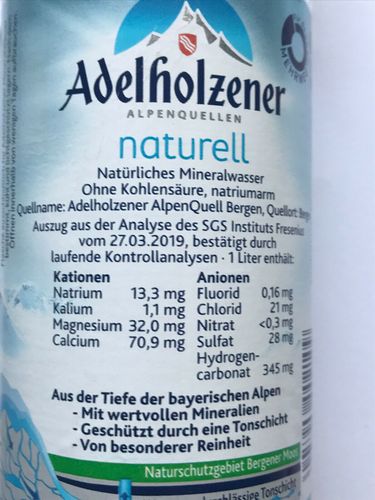 Adelholzener
ALPENQUELLEN
naturell
Natürliches Mineralwasser
Ohne Kohlensäure, natriumarm
Quellname: Adelholzener AlpenQuell Bergen, Quellort:
Auszug aus der Analyse des SGS Instituts Fresenius
vom 27.03.2019, bestätigt durch
laufende Kontrollanalysen · 1 Liter enthält:
Kationen
Natrium 13,3 mg
Kalium 1,1 mg
Magnesium 32,0 mg
Calcium 70,9 mg
Anionen
Fluorid 0,16 mg
Chlorid 21 mg
Nitrat <0,3 mg
Sulfat 28 mg
Hydrogen-
carbonat 345 mg
Aus der Tiefe der bayerischen Alpen
- Mit wertvollen Mineralien
- Geschützt durch eine Tonschicht
- Von besonderer Reinheit
Naturschutzgebiet Bergener Moos
Tonschicht